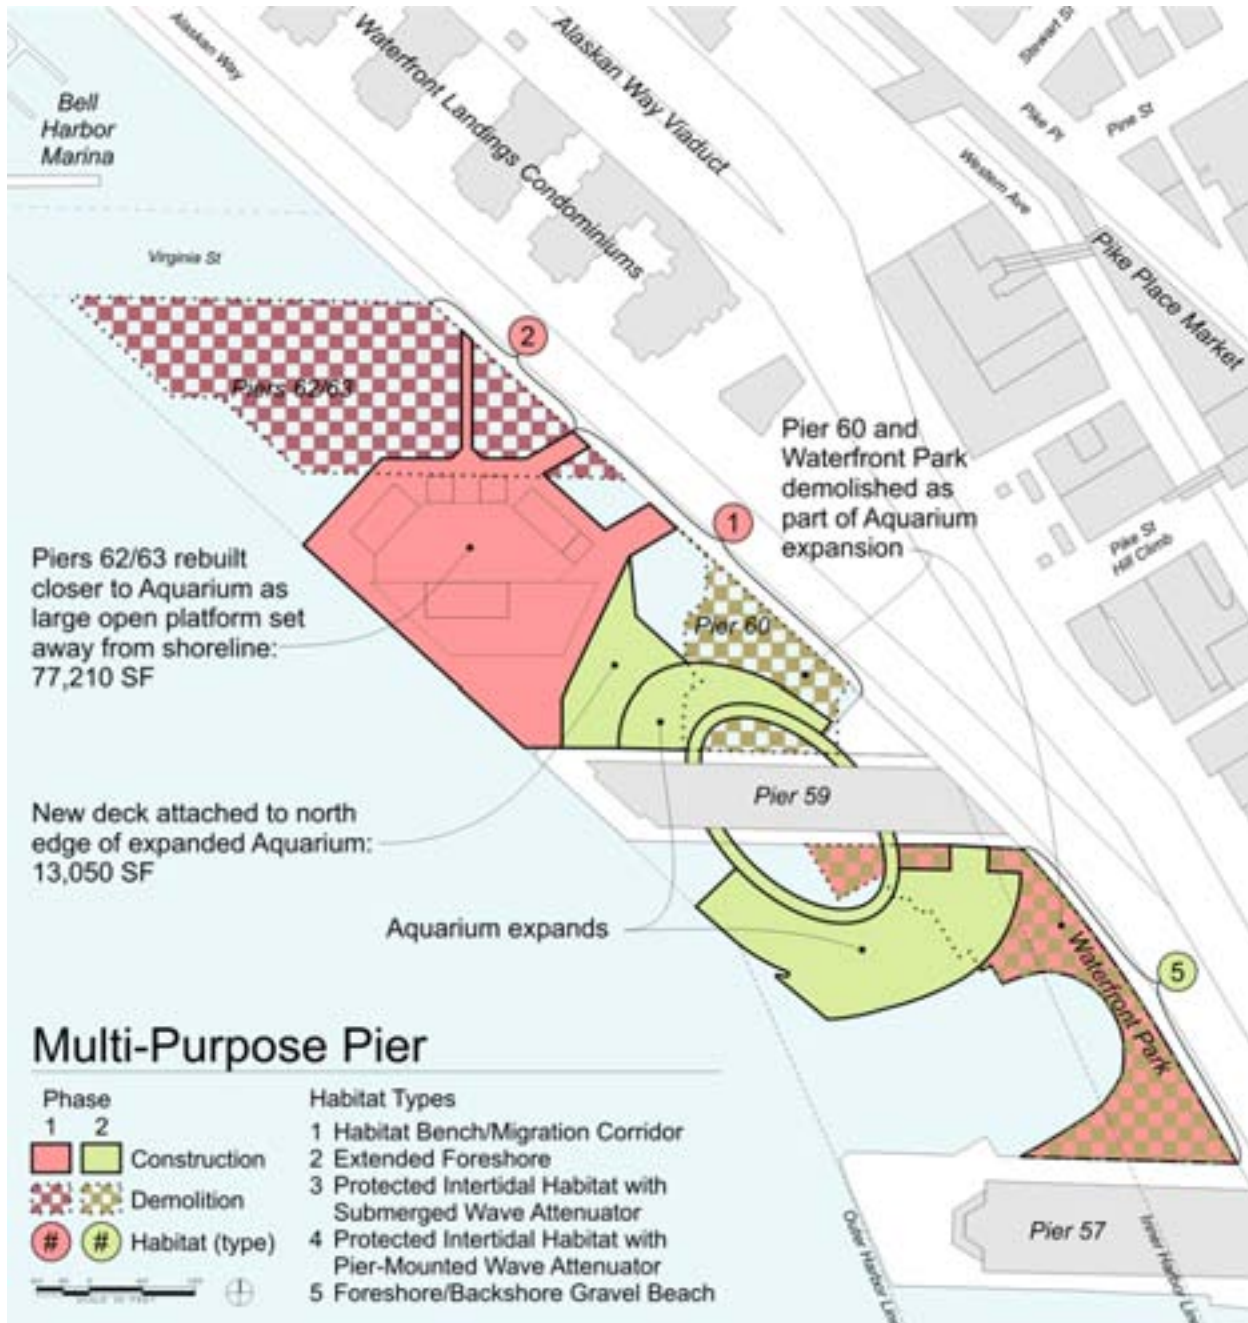 Alaskan Way
Waterfront Landings Condominiums
Alaskan Way Viaduct
Stewart St
Pike Pl
Pine St
Western Ave
Pike Place Market
Bell
Harbor
Marina
Virginia St
2
Piers 62/63
Pier 60 and
Waterfront Park
demolished as
part of Aquarium
expansion
1
Pike St
Hill Climb
Piers 62/63 rebuilt
closer to Aquarium as
large open platform set
away from shoreline:
77,210 SF
Pier 60
New deck attached to north
edge of expanded Aquarium:
13,050 SF
Pier 59
Aquarium expands
Waterfront Park
5
Multi-Purpose Pier
Phase
1 2
Construction
Demolition
# # Habitat (type)
SCALE IN FEET
Habitat Types
1 Habitat Bench/Migration Corridor
2 Extended Foreshore
3 Protected Intertidal Habitat with
Submerged Wave Attenuator
4 Protected Intertidal Habitat with
Pier-Mounted Wave Attenuator
5 Foreshore/Backshore Gravel Beach
Pier 57
Outer Harbor Line
Inner Harbor Line